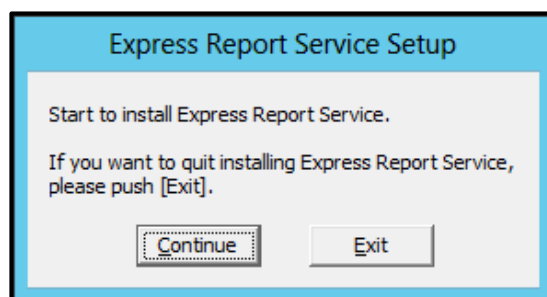 Express Report Service Setup
Start to install Express Report Service.
If you want to quit installing Express Report Service,
please push [Exit].
Continue
Exit